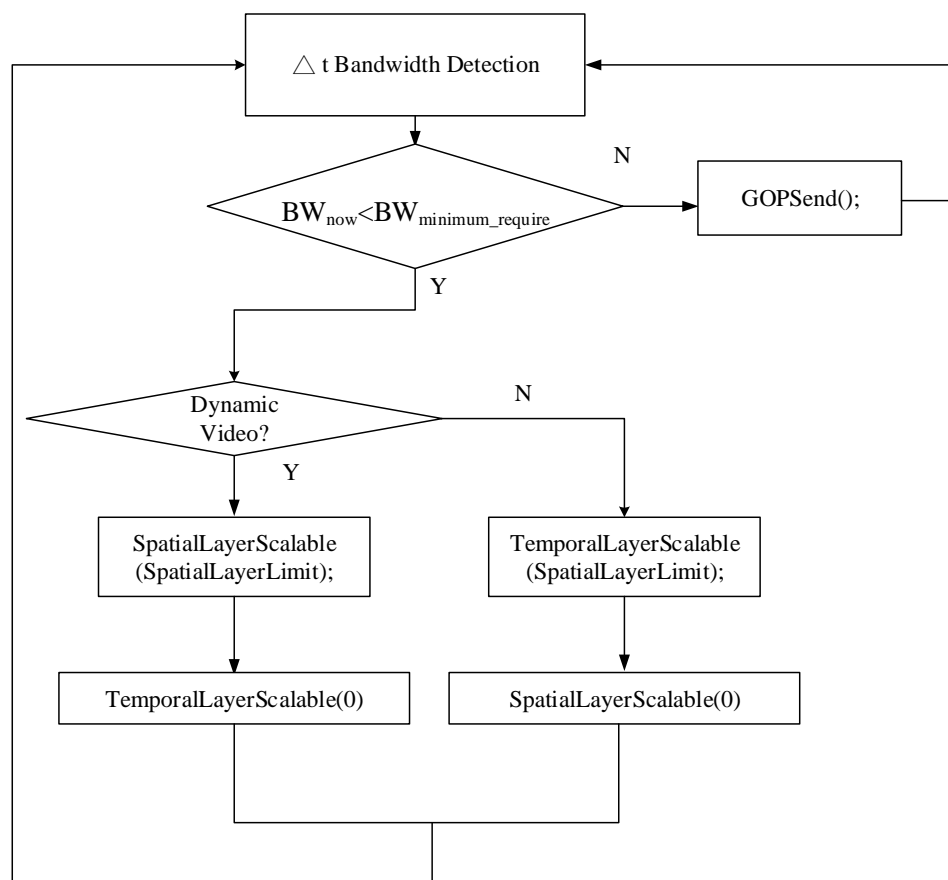 △ t Bandwidth Detection
N
BWnow<BWminimum_require
GOPSend();
Y
Dynamic
Video?
N
Y
SpatialLayerScalable
(SpatialLayerLimit);
TemporalLayerScalable
(SpatialLayerLimit);
TemporalLayerScalable(0)
SpatialLayerScalable(0)